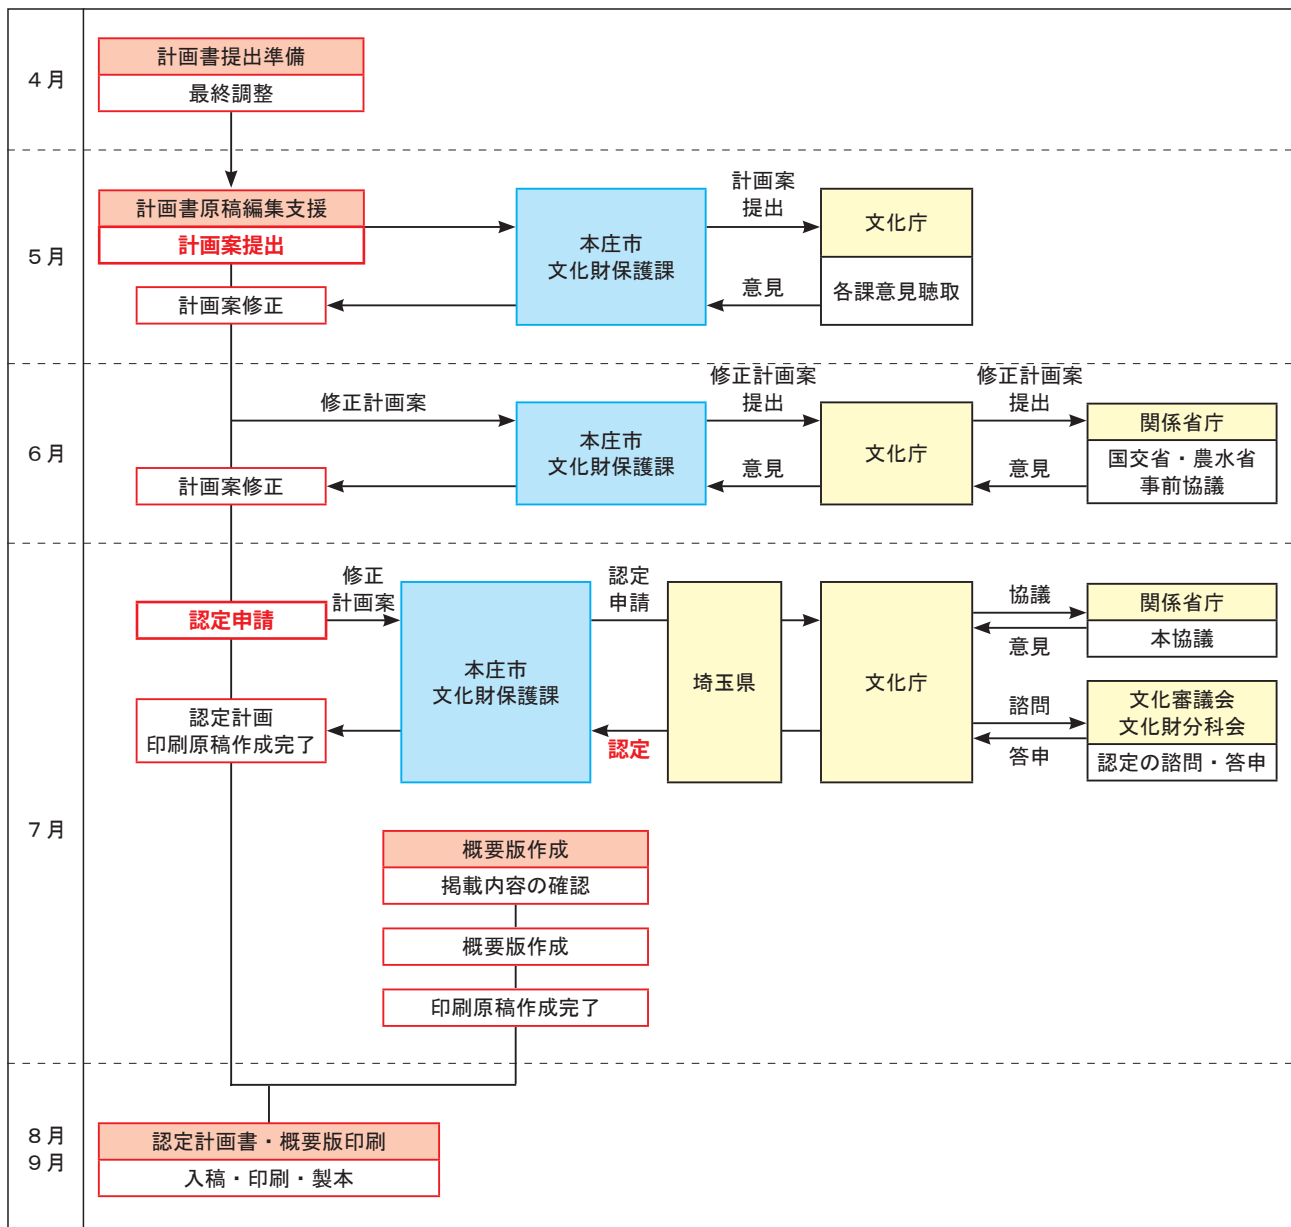 4月
計画書提出準備
最終調整
5月
計画書原稿編集支援
計画案提出
計画案修正
本庄市
文化財保護課
計画案
提出
意見
文化庁
各課意見聴取
6月
修正計画案
計画案修正
本庄市
文化財保護課
修正計画案
提出
意見
文化庁
修正計画案
提出
意見
関係省庁
国交省・農水省
事前協議
7月
認定申請
修正
計画案
認定計画
印刷原稿作成完了
本庄市
文化財保護課
認定
申請
認定
埼玉県
文化庁
協議
意見
関係省庁
本協議
諮問
答申
文化審議会
文化財分科会
認定の諮問・答申
概要版作成
掲載内容の確認
概要版作成
印刷原稿作成完了
8月
9月
認定計画書・概要版印刷
入稿・印刷・製本